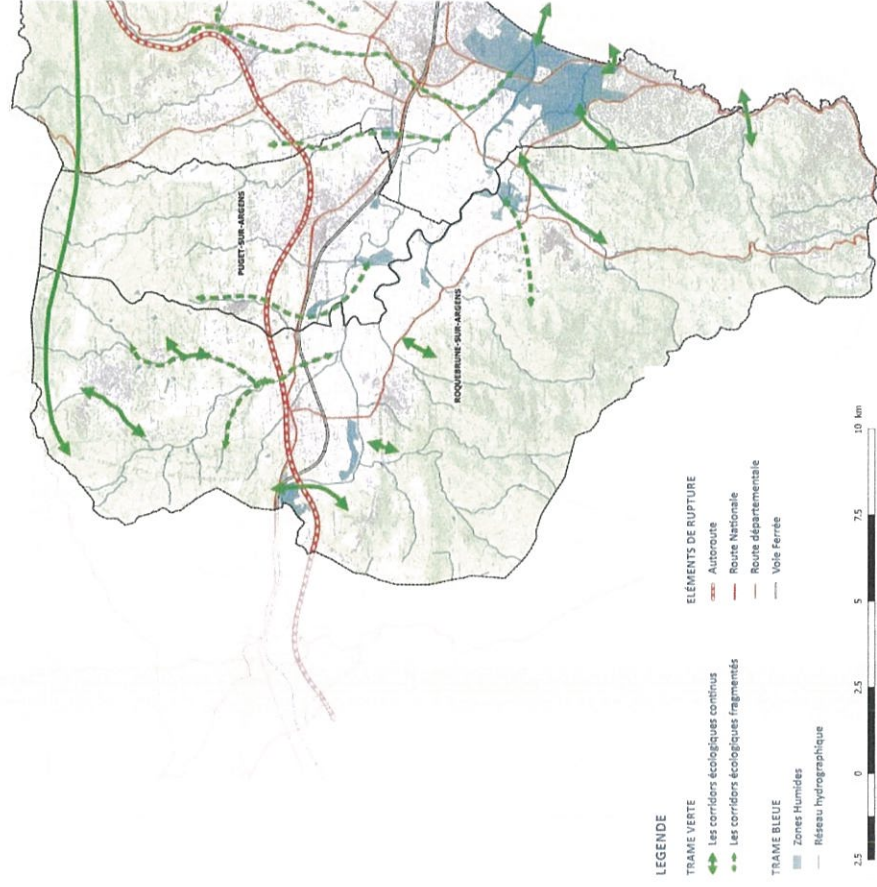 PUGET-SUR-ARGENS
ROQUEBRUNE-SUR-ARGENS
LEGENDE
TRAME VERTE
Les corridors écologiques continus
Les corridors écologiques fragmentés
TRAME BLEUE
Zones Humides
Réseau hydrographique
ELÉMENTS DE RUPTURE
Autoroute
Route Nationale
Route départementale
Voie Ferrée
2.5 0 2.5 5 7.5 10 km